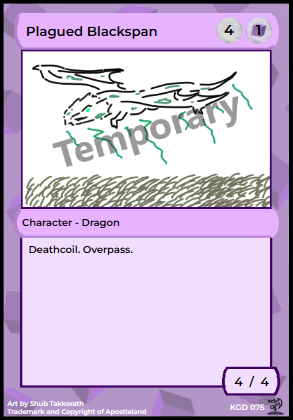 Plagued Blackspan
4 1
Temporary
Character - Dragon
Deathcoil. Overpass.
4 / 4
Art by Shub Takkorath
Trademark and Copyright of Apostleland
KGD 075